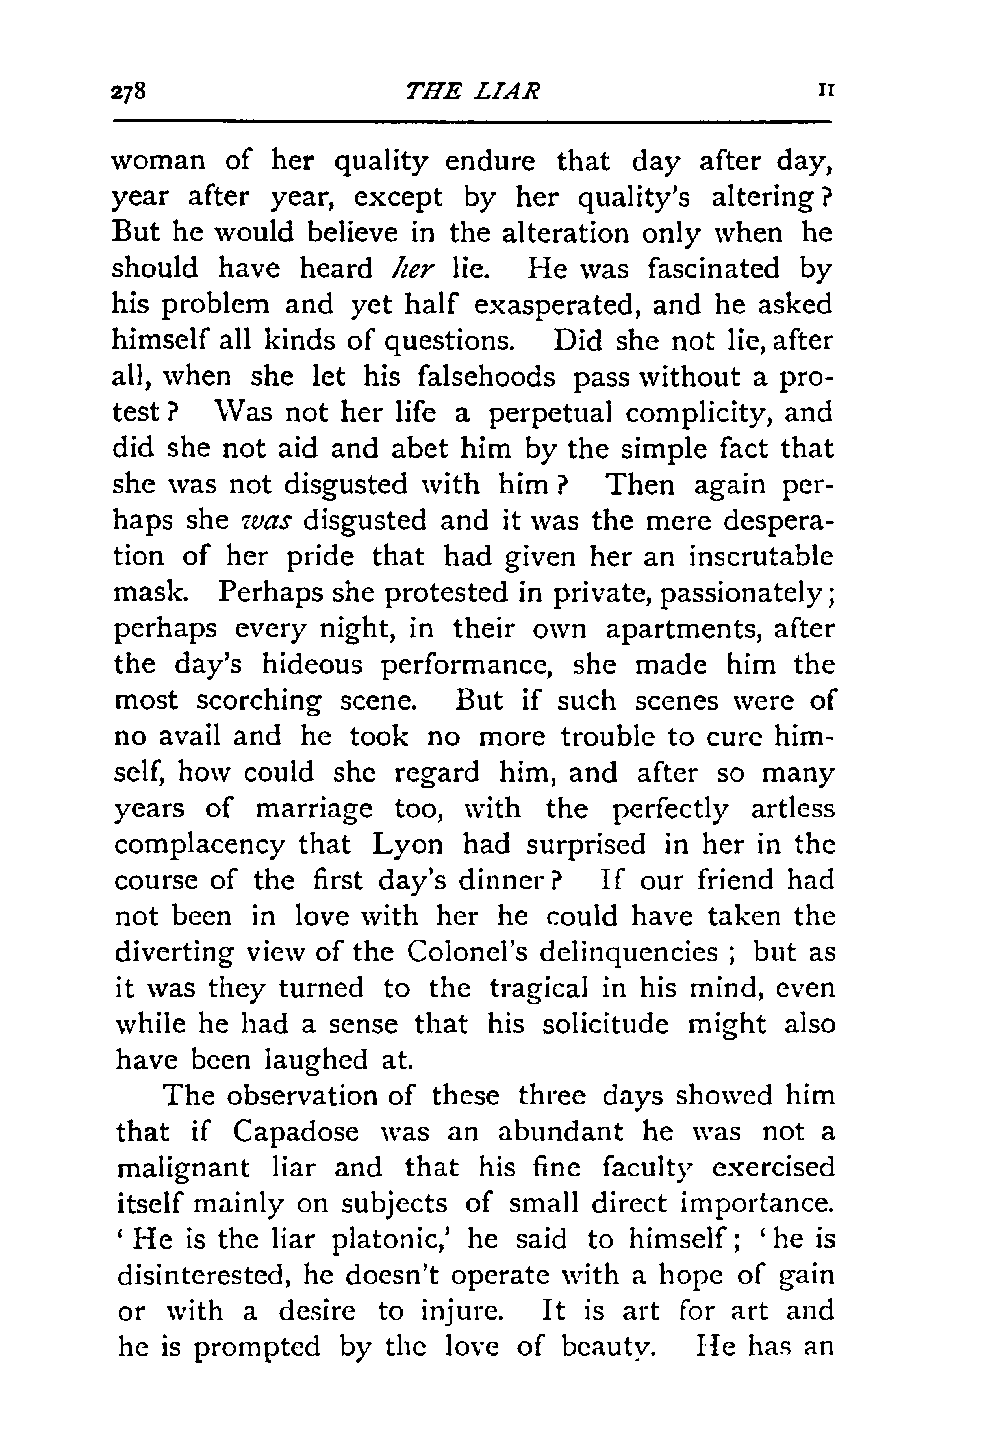 278 THE LIAR II
woman of her quality endure that day after day,
year after year, except by her quality's altering?
But he would believe in the alteration only when he
should have heard her lie. He was fascinated by
his problem and yet half exasperated, and he asked
himself all kinds of questions. Did she not lie, after
all, when she let his falsehoods pass without a pro-
test? Was not her life a perpetual complicity, and
did she not aid and abet him by the simple fact that
she was not disgusted with him? Then again per-
haps she was disgusted and it was the mere despera-
tion of her pride that had given her an inscrutable
mask. Perhaps she protested in private, passionately;
perhaps every night, in their own apartments, after
the day's hideous performance, she made him the
most scorching scene. But if such scenes were of
no avail and he took no more trouble to cure him-
self, how could she regard him, and after so many
years of marriage too, with the perfectly artless
complacency that Lyon had surprised in her in the
course of the first day's dinner? If our friend had
not been in love with her he could have taken the
diverting view of the Colonel's delinquencies; but as
it was they turned to the tragical in his mind, even
while he had a sense that his solicitude might also
have been laughed at.
The observation of these three days showed him
that if Capadose was an abundant he was not a
malignant liar and that his fine faculty exercised
itself mainly on subjects of small direct importance.
'He is the liar platonic,' he said to himself; 'he is
disinterested, he doesn't operate with a hope of gain
or with a desire to injure. It is art for art and
he is prompted by the love of beauty. He has an